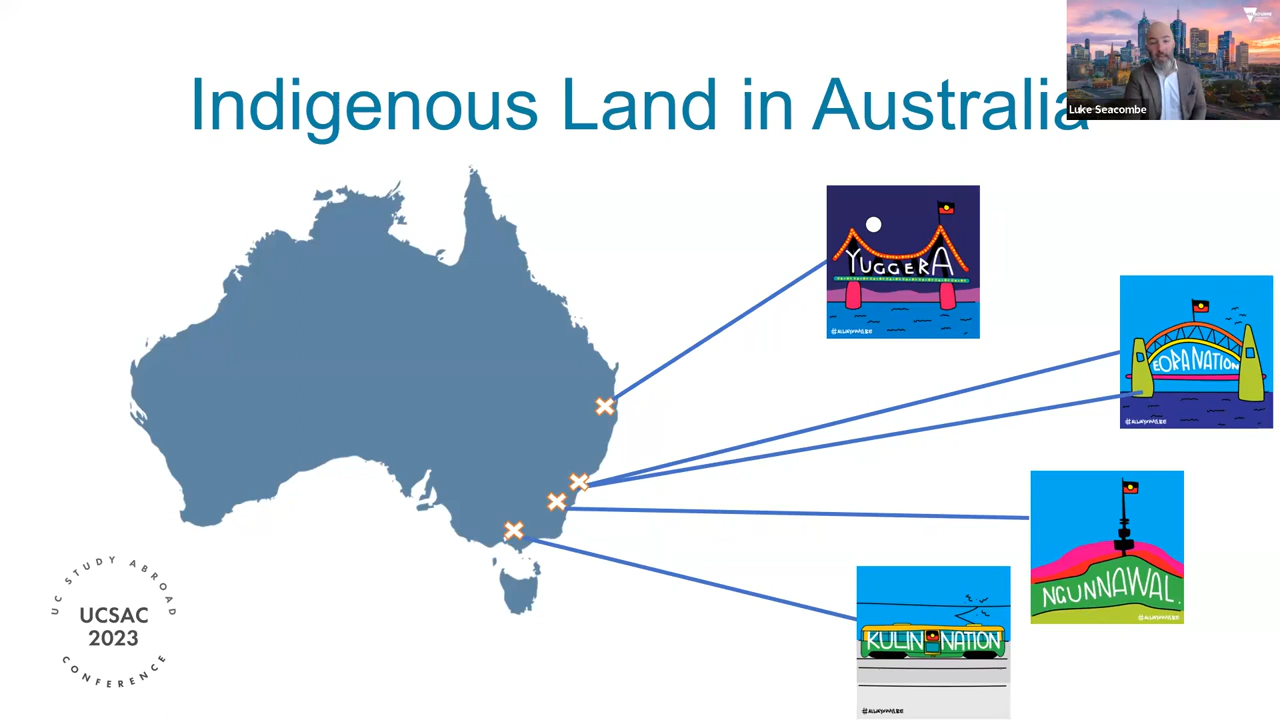 Indigenous Land in Australia
Luke Seacombe
YUGGERA
EORA NATION
NGUNNAWAL.
KULIN NATION
UC STUDY ABROAD
UCSAC
2023
CONFERENCE